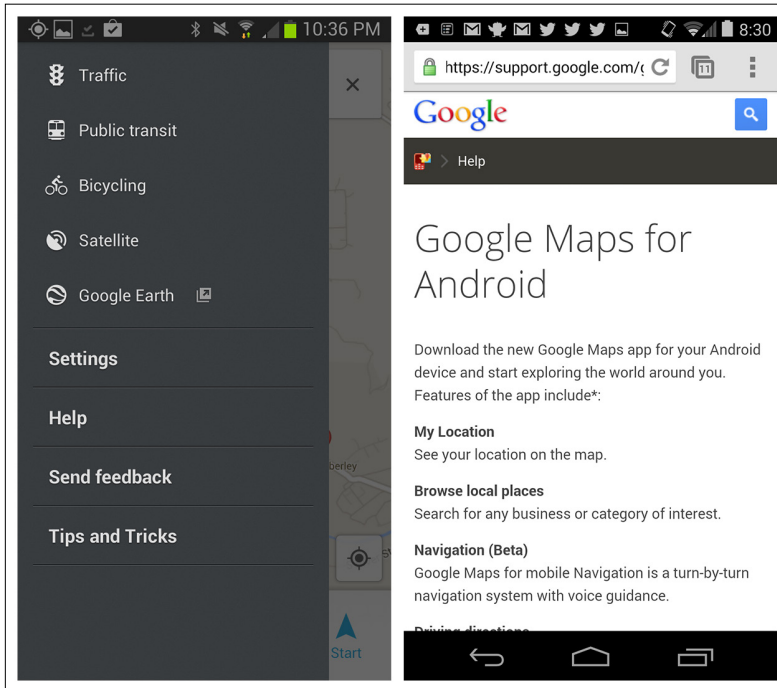 10:36 PM
Traffic
Public transit
Bicycling
Satellite
Google Earth
Settings
Help
Send feedback
Tips and Tricks
berley
Start
8:30
https://support.google.com/g
11
Google
Help
Google Maps for
Android
Download the new Google Maps app for your Android
device and start exploring the world around you.
Features of the app include*:
My Location
See your location on the map.
Browse local places
Search for any business or category of interest.
Navigation (Beta)
Google Maps for mobile Navigation is a turn-by-turn
navigation system with voice guidance.
Driving directions